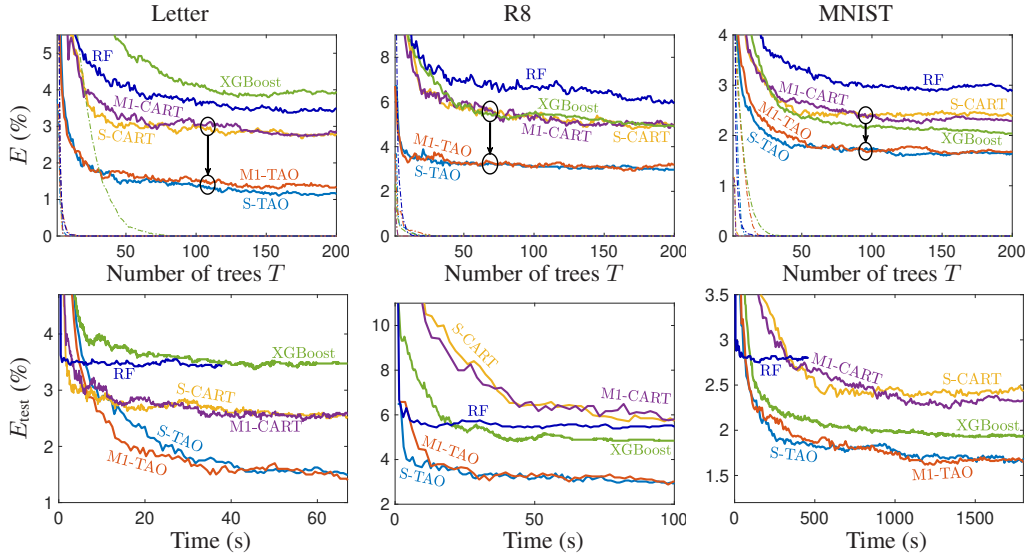 Letter
R8
MNIST
E (%)
5
4
3
2
1
0
RF
XGBoost
M1-CART
S-CART
M1-TAO
S-TAO
50 100 150 200
Number of trees T
8
6
4
2
0
RF
XGBoost
M1-CART
S-CART
M1-TAO
S-TAO
50 100 150 200
Number of trees T
4
3
2
1
0
RF
M1-CART
S-CART
XGBoost
M1-TAO
S-TAO
50 100 150 200
Number of trees T
E_test (%)
4
3
2
1
XGBoost
RF
S-CART
M1-CART
S-TAO
M1-TAO
0 20 40 60
Time (s)
10
8
6
4
2
S-CART
M1-CART
RF
XGBoost
M1-TAO
S-TAO
0 50 100
Time (s)
3.5
3
2.5
2
1.5
RF
M1-CART
S-CART
XGBoost
S-TAO
M1-TAO
0 500 1000 1500
Time (s)